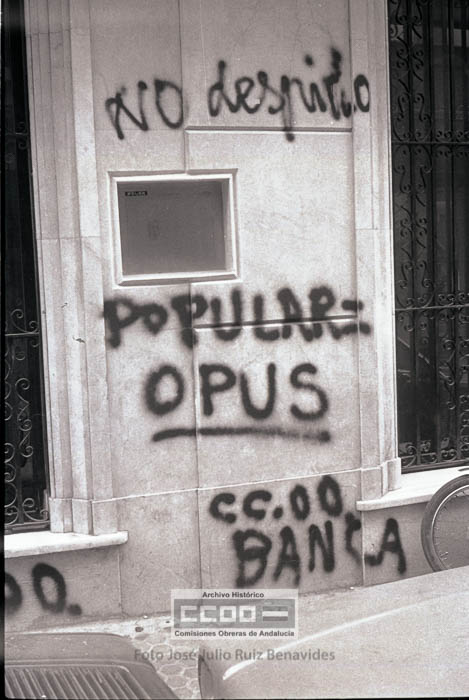 NO despido
POPULAR =
OPUS
CC.OO.
BANCA
OO.
Archivo Histórico
CCOO
Comisiones Obreras de Andalucía
Foto José Julio Ruiz Benavides